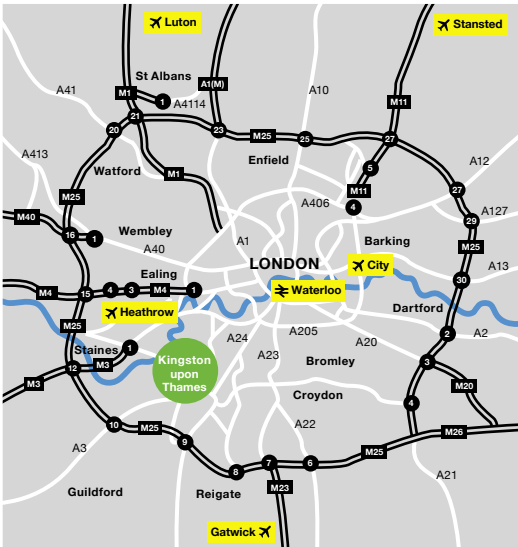 Luton
Stansted
St Albans
A1(M)
A41
M1
1
A4114
A10
M11
21
20
23
M25
25
27
A413
Enfield
5
A12
Watford
M1
M11
27
M25
A406
4
M40
16
1
Wembley
A1
29
A127
A40
Barking
M25
LONDON
City
A13
Ealing
30
M4
15
4
3
M4
1
Waterloo
Heathrow
Dartford
M25
A205
2
A2
Staines
1
A24
A20
M3
Kingston
upon
Thames
A23
Bromley
3
12
M3
M20
Croydon
4
10
M25
A22
M26
A3
9
M25
8
7
6
A21
Guildford
Reigate
M23
Gatwick